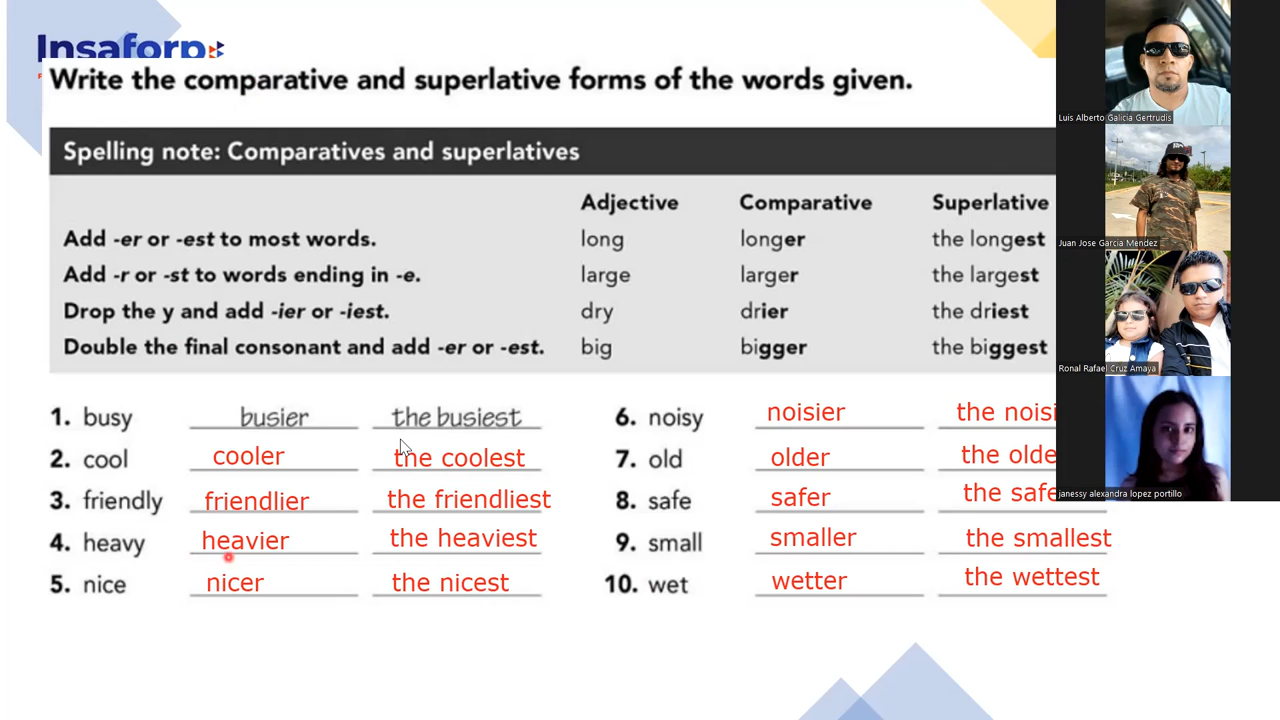 Insaforp
Write the comparative and superlative forms of the words given.
Spelling note: Comparatives and superlatives
Adjective Comparative Superlative
Add -er or -est to most words. long longer the longest
Add -r or -st to words ending in -e. large larger the largest
Drop the y and add -ier or -iest. dry drier the driest
Double the final consonant and add -er or -est. big bigger the biggest
1. busy busier the busiest
2. cool cooler the coolest
3. friendly friendlier the friendliest
4. heavy heavier the heaviest
5. nice nicer the nicest
6. noisy noisier the noisi
7. old older the olde
8. safe safer the safe
9. small smaller the smallest
10. wet wetter the wettest
Luis Alberto Galicia Gertrudis
Juan Jose Garcia Mendez
Ronal Rafael Cruz Amaya
janessy alexandra lopez portillo